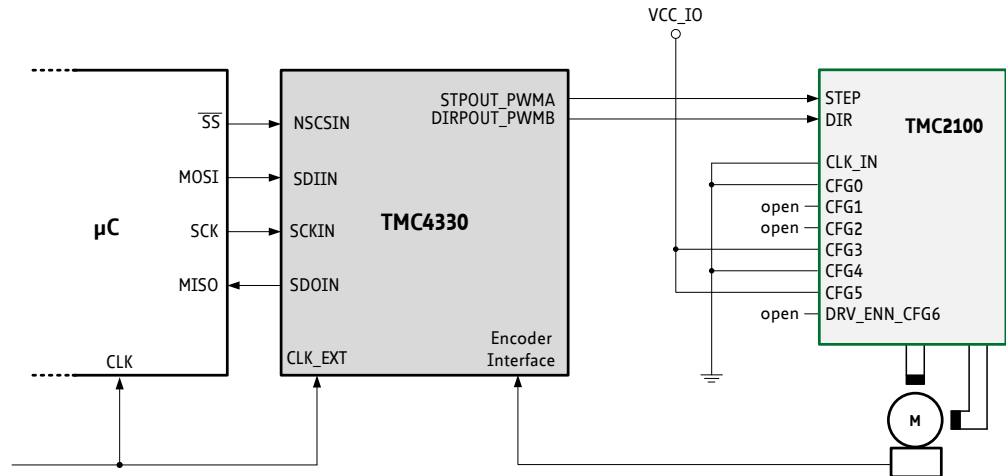 VCC_IO
SS
MOSI
SCK
MISO
µC
CLK
NSCSIN
SDIIN
SCKIN
SDOIN
CLK_EXT
TMC4330
STPOUT_PWMA
DIRPOUT_PWMB
Encoder
Interface
STEP
DIR
TMC2100
CLK_IN
CFG0
open CFG1
open CFG2
CFG3
CFG4
CFG5
open DRV_ENN_CFG6
M